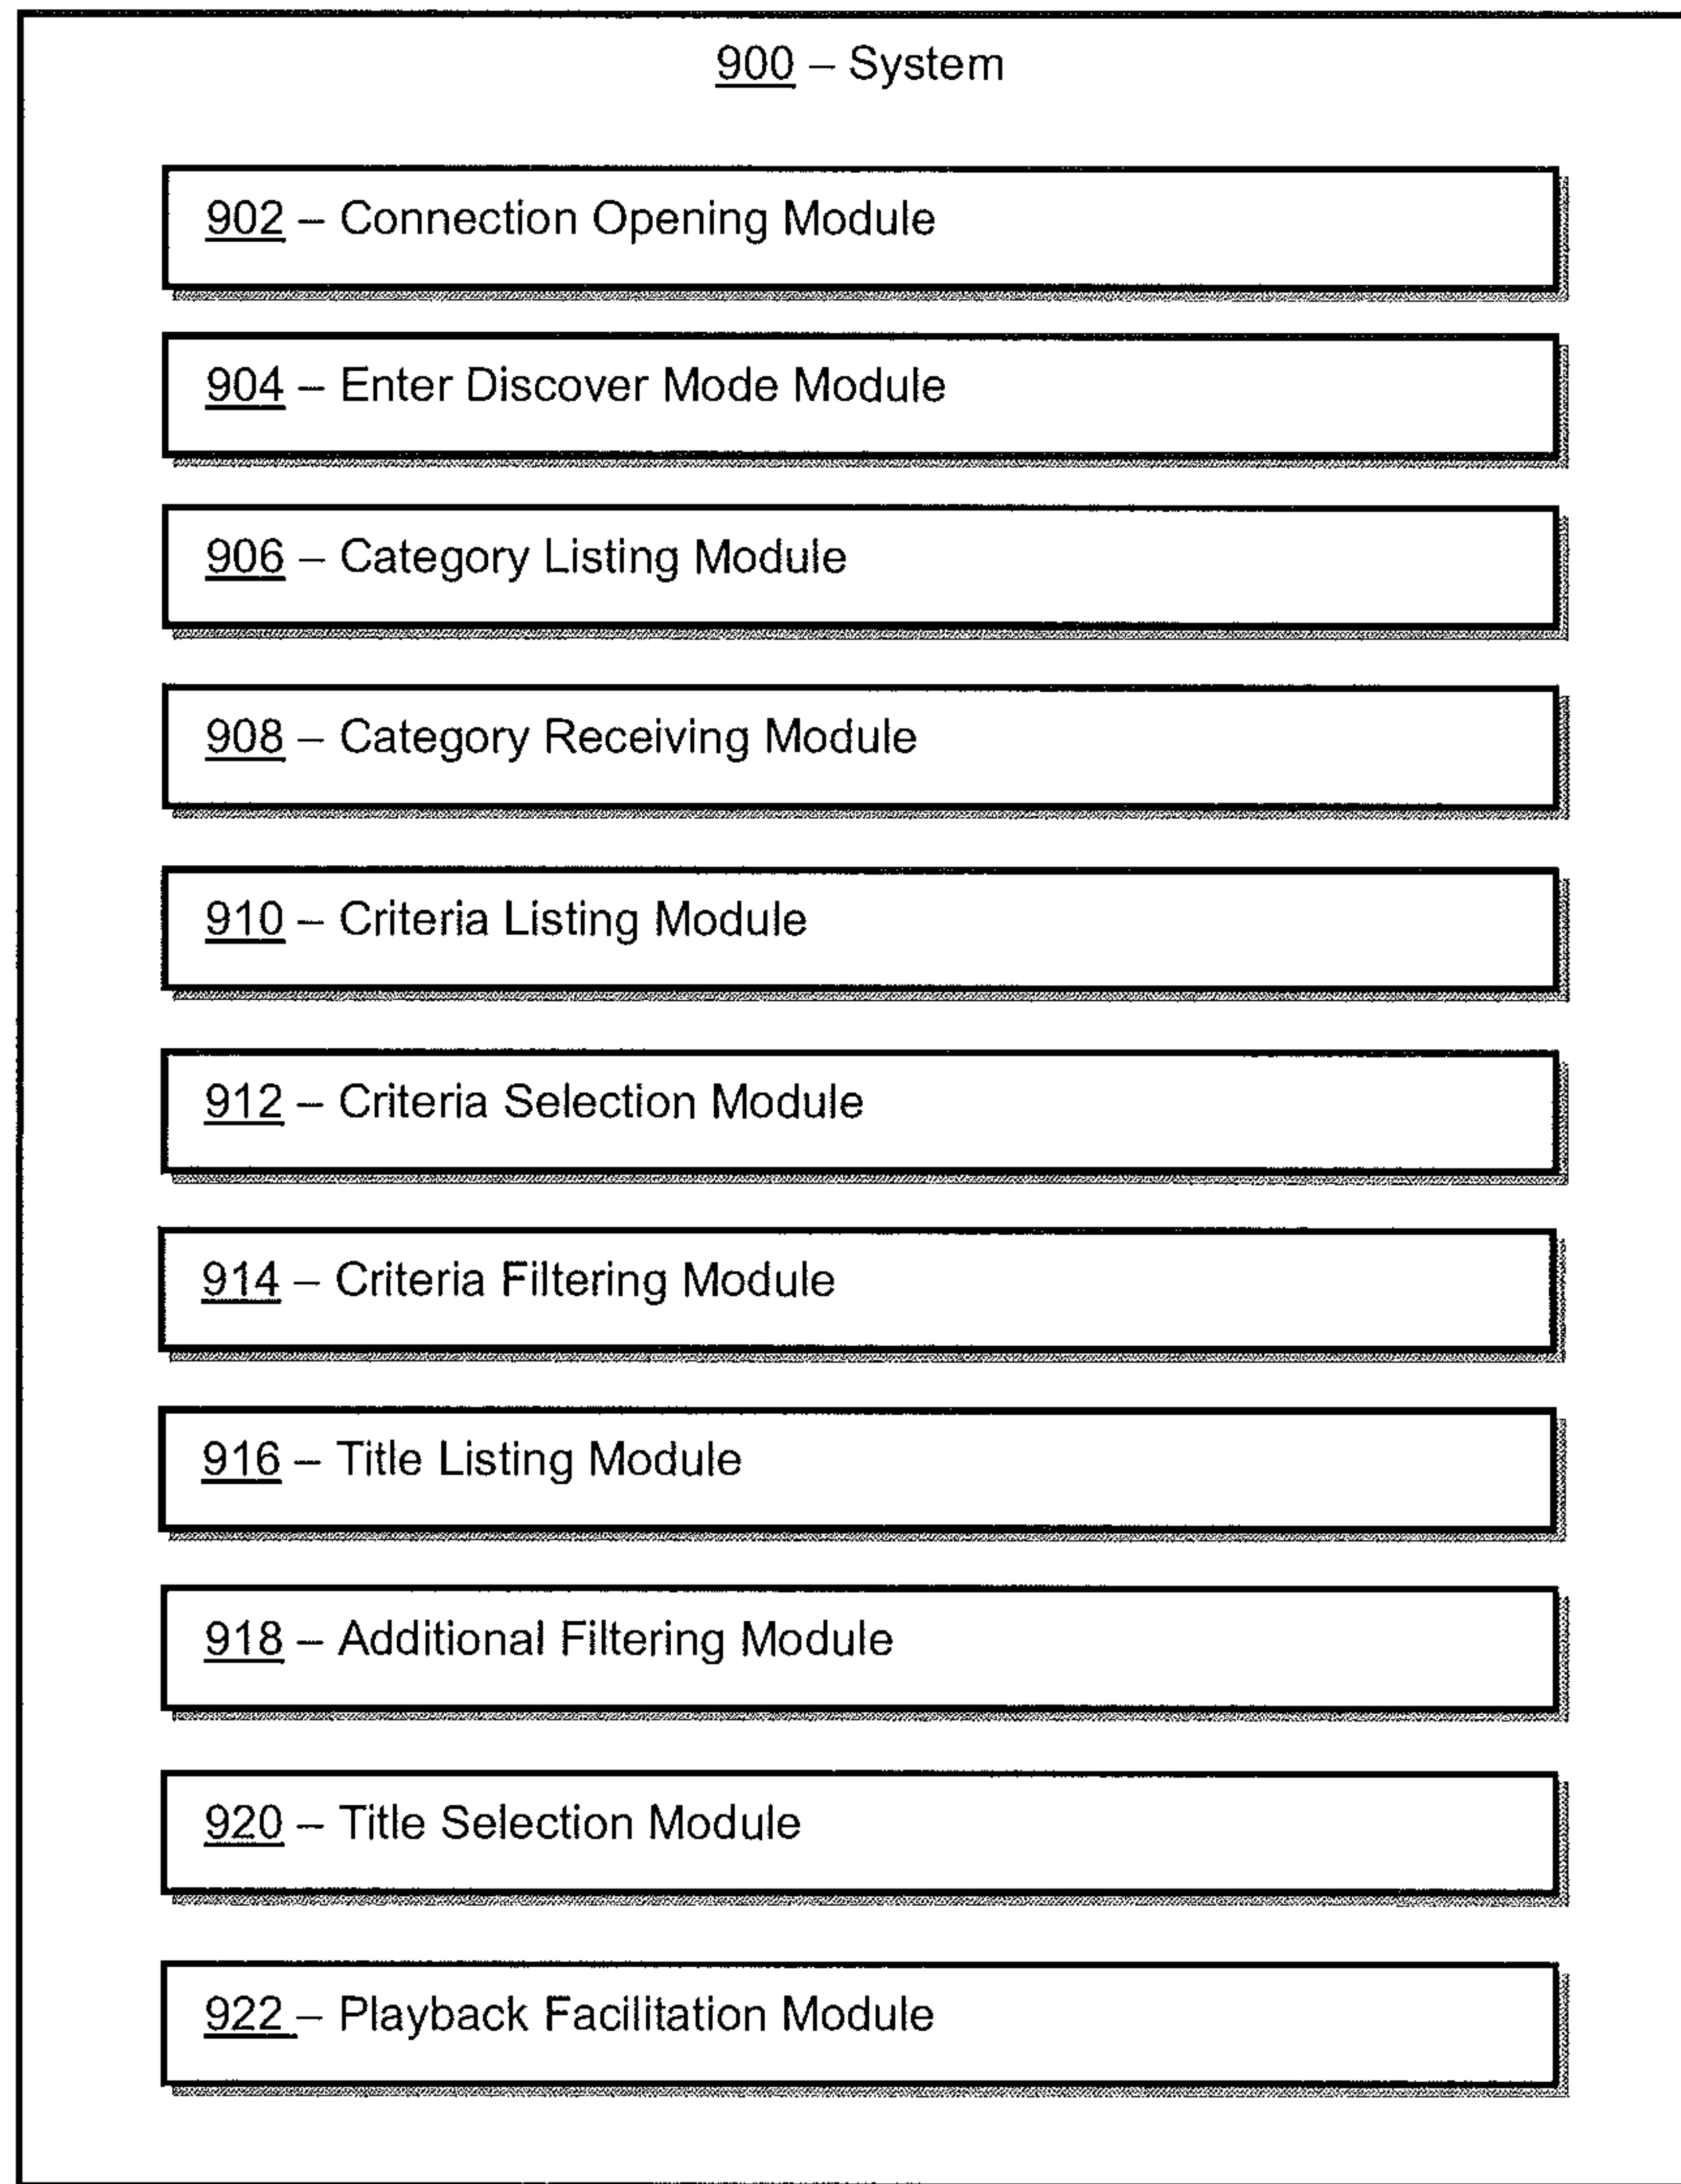 900 – System
902 – Connection Opening Module
904 – Enter Discover Mode Module
906 – Category Listing Module
908 – Category Receiving Module
910 – Criteria Listing Module
912 – Criteria Selection Module
914 – Criteria Filtering Module
916 – Title Listing Module
918 – Additional Filtering Module
920 – Title Selection Module
922 – Playback Facilitation Module